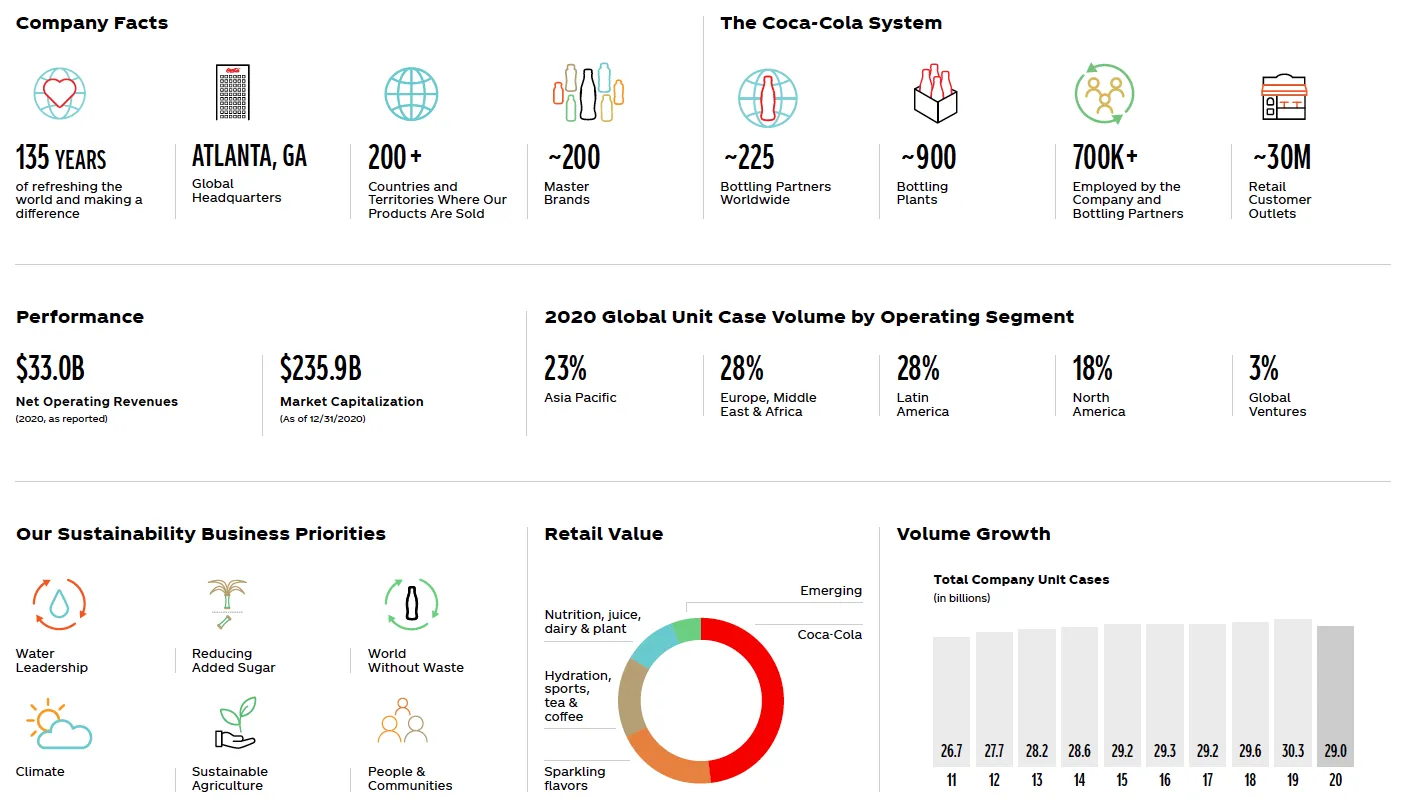 Company Facts
135 YEARS
of refreshing the
world and making a
difference
ATLANTA, GA
Global
Headquarters
200+
Countries and
Territories Where Our
Products Are Sold
~200
Master
Brands
The Coca-Cola System
~225
Bottling Partners
Worldwide
~900
Bottling
Plants
700K+
Employed by the
Company and
Bottling Partners
~30M
Retail
Customer
Outlets
Performance
$33.0B
Net Operating Revenues
(2020, as reported)
$235.9B
Market Capitalization
(As of 12/31/2020)
2020 Global Unit Case Volume by Operating Segment
23%
Asia Pacific
28%
Europe, Middle
East & Africa
28%
Latin
America
18%
North
America
3%
Global
Ventures
Our Sustainability Business Priorities
Water
Leadership
Reducing
Added Sugar
World
Without Waste
Climate
Sustainable
Agriculture
People &
Communities
Retail Value
Emerging
Coca-Cola
Nutrition, juice,
dairy & plant
Hydration,
sports,
tea &
coffee
Sparkling
flavors
Volume Growth
Total Company Unit Cases
(in billions)
26.7 27.7 28.2 28.6 29.2 29.3 29.2 29.6 30.3 29.0
11 12 13 14 15 16 17 18 19 20